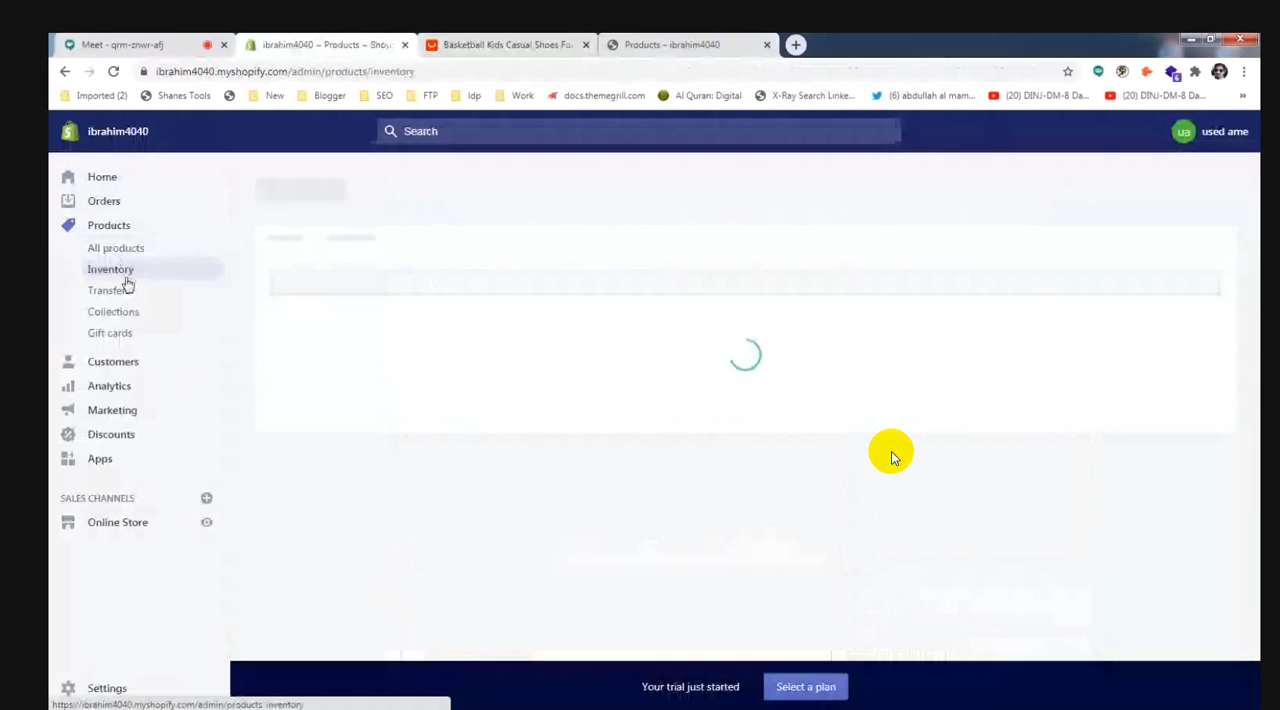 Meet - qrm-znwr-afj
ibrahim4040 ~ Products ~ Shop
Basketball Kids Casual Shoes Fu
Products – ibrahim4040
ibrahim4040.myshopify.com/admin/products/inventory
Imported (2)
Shanes Tools
New
Blogger
SEO
FTP
Idp
Work
docs.themegrill.com
Al Quran: Digital
X-Ray Search Linke...
(6) abdullah al mam...
(20) DINJ-DM-8 Da...
(20) DINJ-DM-8 Da...
»
ibrahim4040
Search
ua
used ame
Home
Orders
Products
All products
Inventory
Transfers
Collections
Gift cards
Customers
Analytics
Marketing
Discounts
Apps
SALES CHANNELS
Online Store
Settings
Your trial just started
Select a plan
https://ibrahim4040.myshopify.com/admin/products/inventory